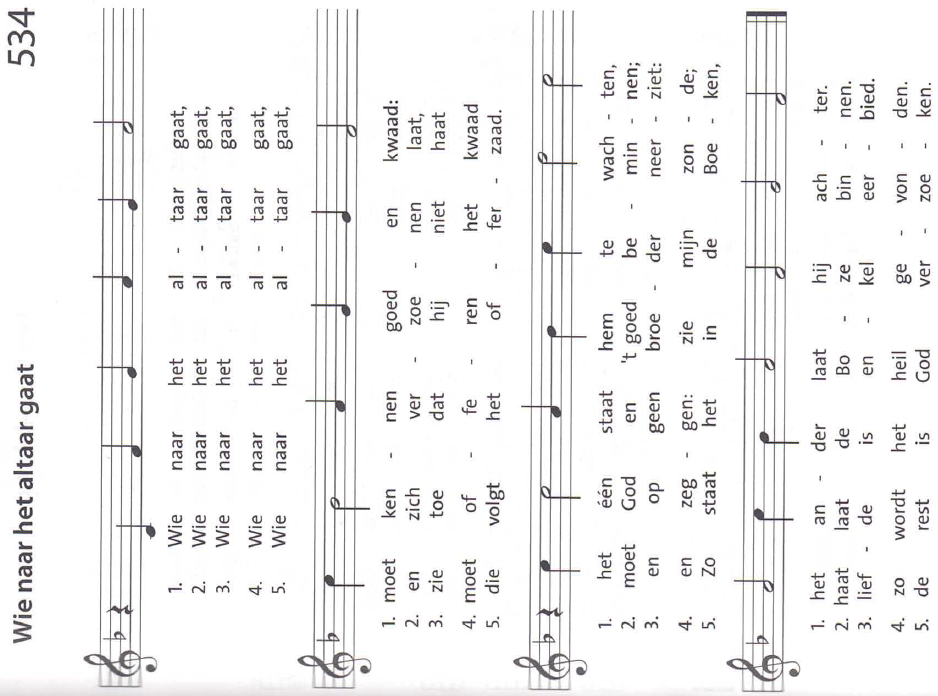 Wie naar het altaar gaat 534
1. Wie naar het al - taar gaat,
2. Wie naar het al - taar gaat,
3. Wie naar het al - taar gaat,
4. Wie naar het al - taar gaat,
5. Wie naar het al - taar gaat,
1. moet ken - nen goed en kwaad:
2. en zich ver - zoe - nen laat,
3. zie toe dat hij niet haat
4. moet of - fe - ren het kwaad
5. die volgt het of - fer - zaad.
1. het één staat hem te wach - ten,
2. moet God en 't goed be - min - nen;
3. en op geen broe - der neer - ziet:
4. en zeg - gen: zie mijn zon - de;
5. Zo staat het in de Boe - ken,
1. het an - der laat hij ach - ter.
2. haat laat de Bo - ze bin - nen.
3. lief - de is en - kel eer - bied.
4. zo wordt het heil ge - von - den.
5. de rest is God ver - zoe - ken.